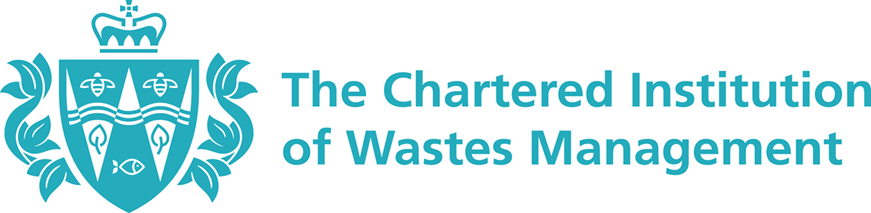 The Chartered Institution
of Wastes Management